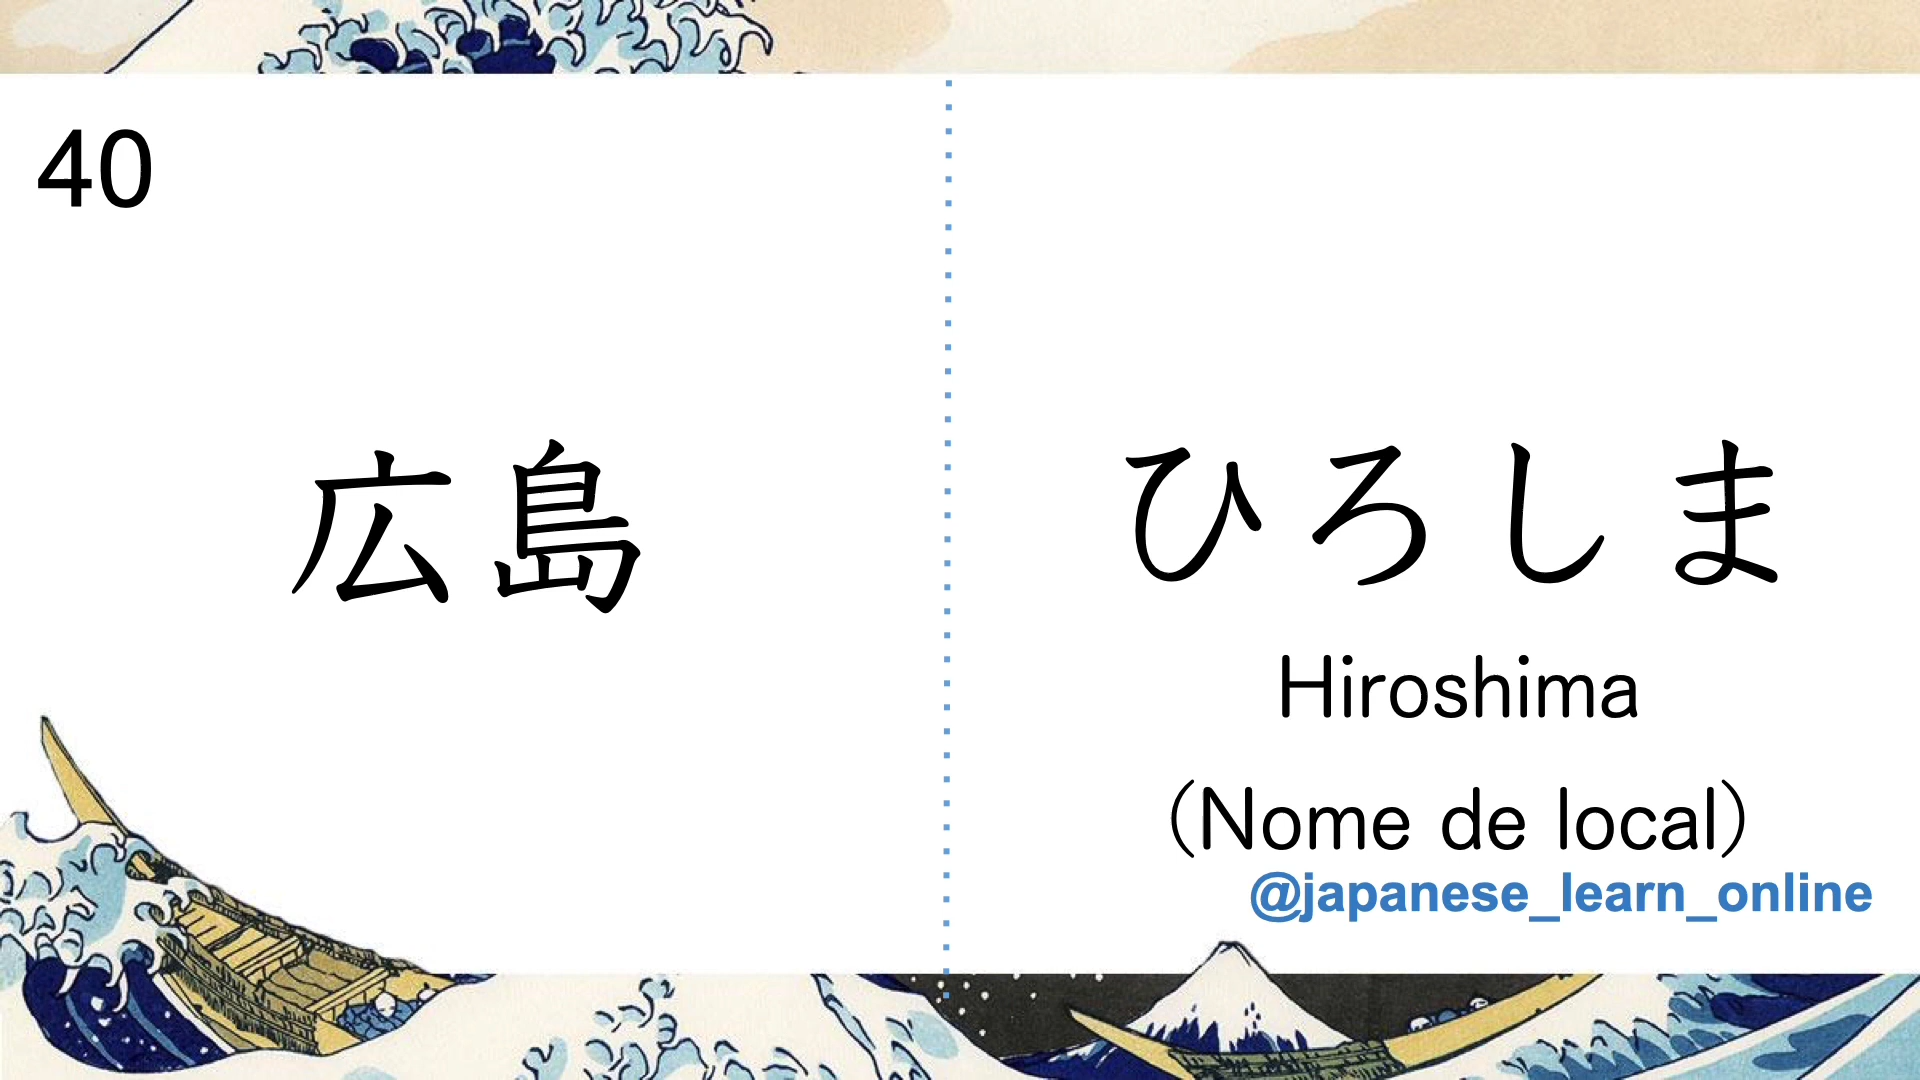 40
広島
ひろしま
Hiroshima
（Nome de local）
@japanese_learn_online